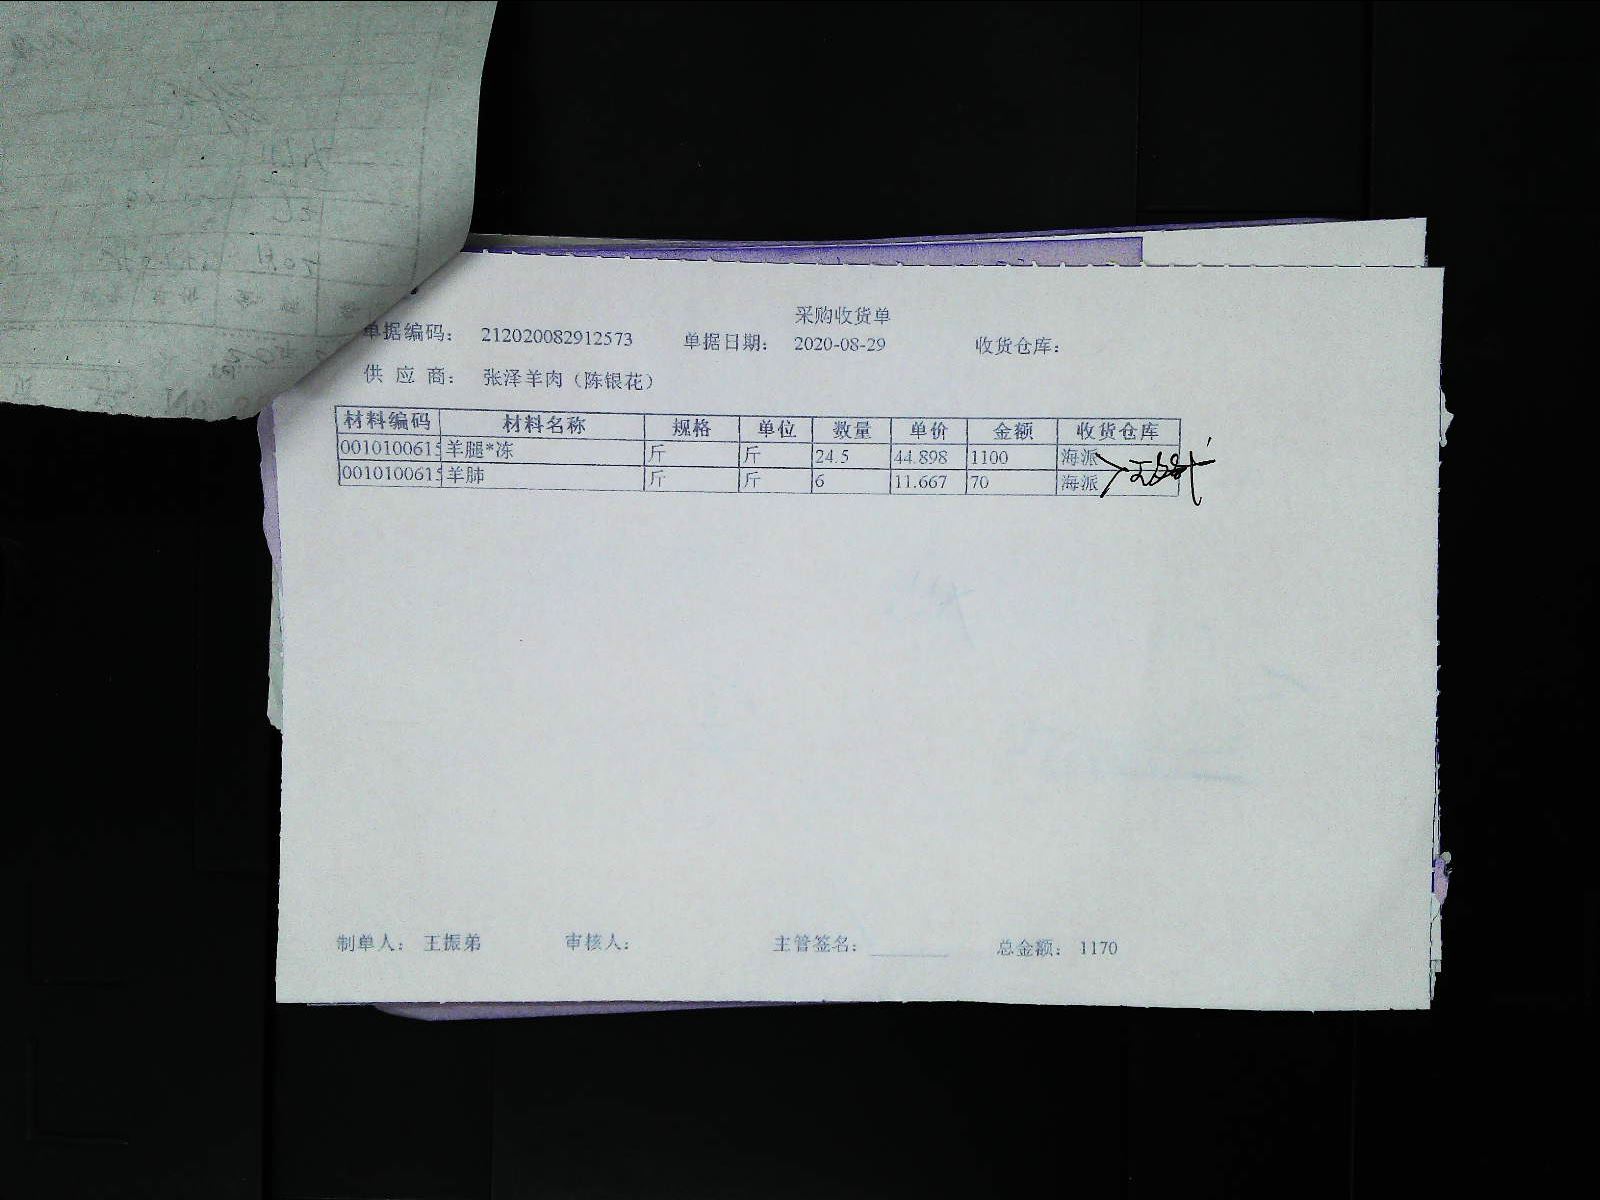 采购收货单
单据编码： 212020082912573 单据日期： 2020-08-29 收货仓库：
供 应 商： 张泽羊肉（陈银花）
材料编码 材料名称 规格 单位 数量 单价 金额 收货仓库
0010100615 羊腿*冻 斤 斤 24.5 44.898 1100 海派
0010100615 羊肺 斤 斤 6 11.667 70 海派
制单人： 王振弟 审核人： 主管签名： 总金额： 1170